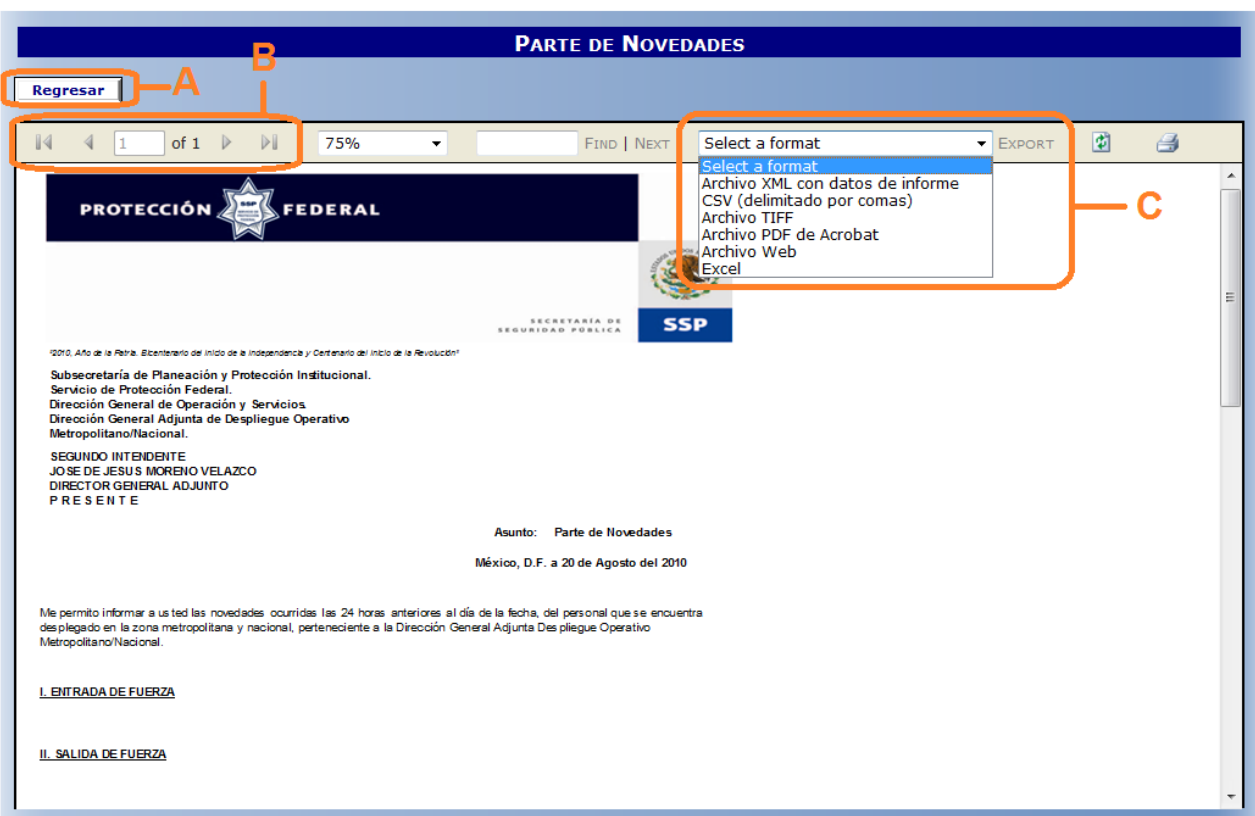 PARTE DE NOVEDADES
B
Regresar
A
1 of 1 75% FIND | NEXT Select a format EXPORT
Select a format
Archivo XML con datos de informe
CSV (delimitado por comas)
Archivo TIFF
Archivo PDF de Acrobat
Archivo Web
Excel
C
PROTECCIÓN SSP FEDERAL
SECRETARÍA DE
SEGURIDAD PÚBLICA
SSP
"2010, Año de la Patria. Bicentenario del Inicio de la Independencia y Centenario del Inicio de la Revolución"
Subsecretaría de Planeación y Protección Institucional.
Servicio de Protección Federal.
Dirección General de Operación y Servicios.
Dirección General Adjunta de Despliegue Operativo
Metropolitano/Nacional.
SEGUNDO INTENDENTE
JOSE DE JESUS MORENO VELAZCO
DIRECTOR GENERAL ADJUNTO
P R E S E N T E
Asunto: Parte de Novedades
México, D.F. a 20 de Agosto del 2010
Me permito informar a usted las novedades ocurridas las 24 horas anteriores al día de la fecha, del personal que se encuentra
desplegado en la zona metropolitana y nacional, perteneciente a la Dirección General Adjunta Despliegue Operativo
Metropolitano/Nacional.
I. ENTRADA DE FUERZA
II. SALIDA DE FUERZA